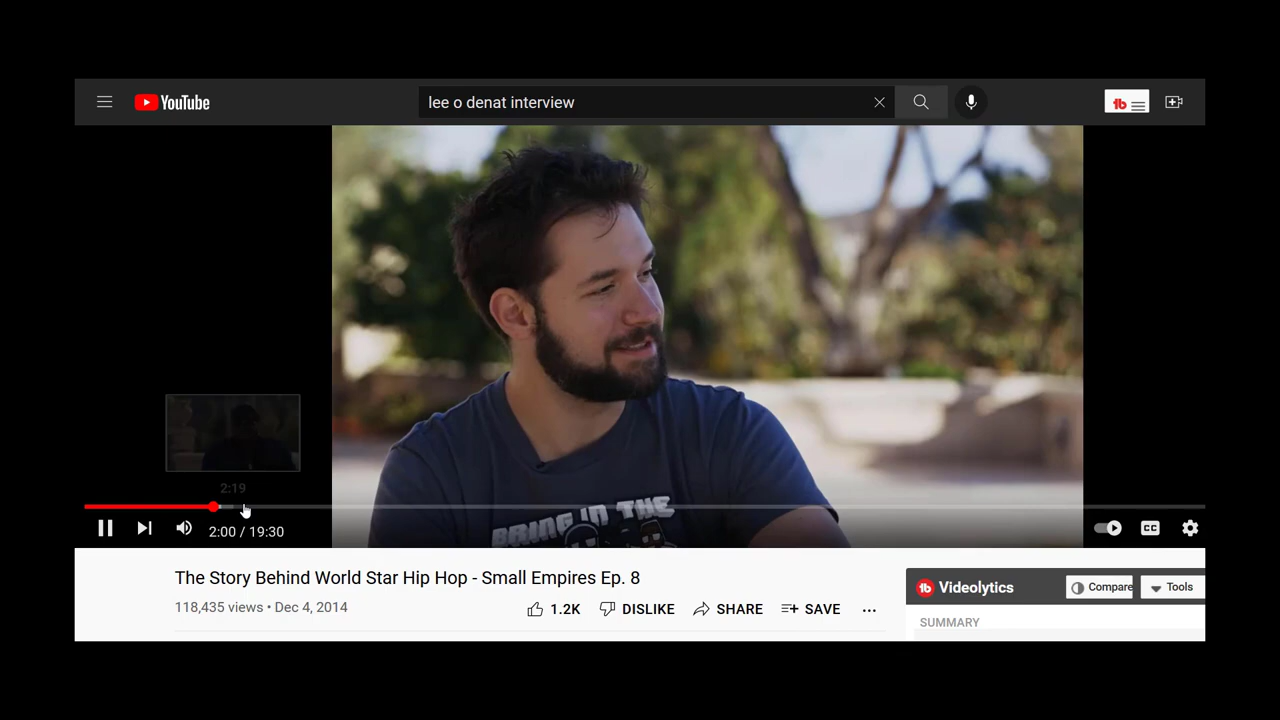 YouTube
lee o denat interview
BRING IN THE
2:19
2:00 / 19:30
CC
The Story Behind World Star Hip Hop - Small Empires Ep. 8
118,435 views • Dec 4, 2014
1.2K DISLIKE SHARE SAVE
tb Videolytics Compare Tools
SUMMARY